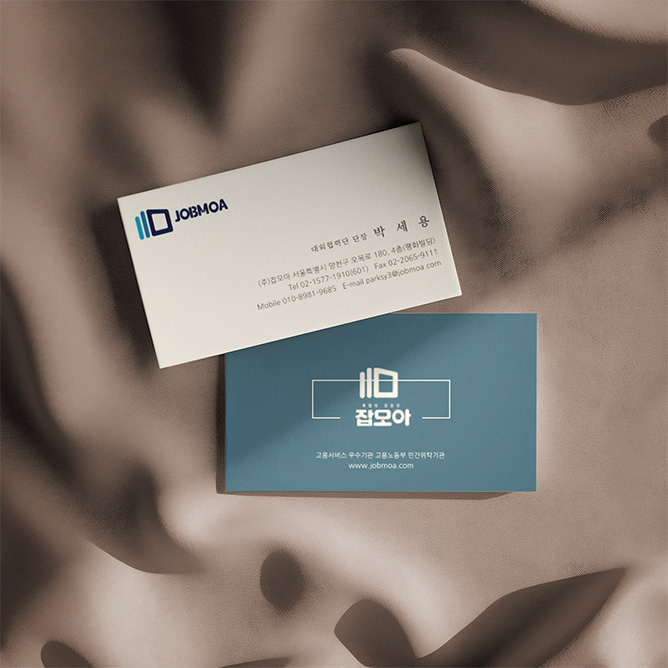 JOBMOA
대외협력단 단장 박 세 용
(주)잡모아 서울특별시 양천구 오목로 180, 4층(평화빌딩)
Tel 02-1577-1910(601) Fax 02-2065-9111
Mobile 010-8981-9685 E-mail parksy3@jobmoa.com
잡모아
고용서비스 우수기관 고용노동부 민간위탁기관
www.jobmoa.com